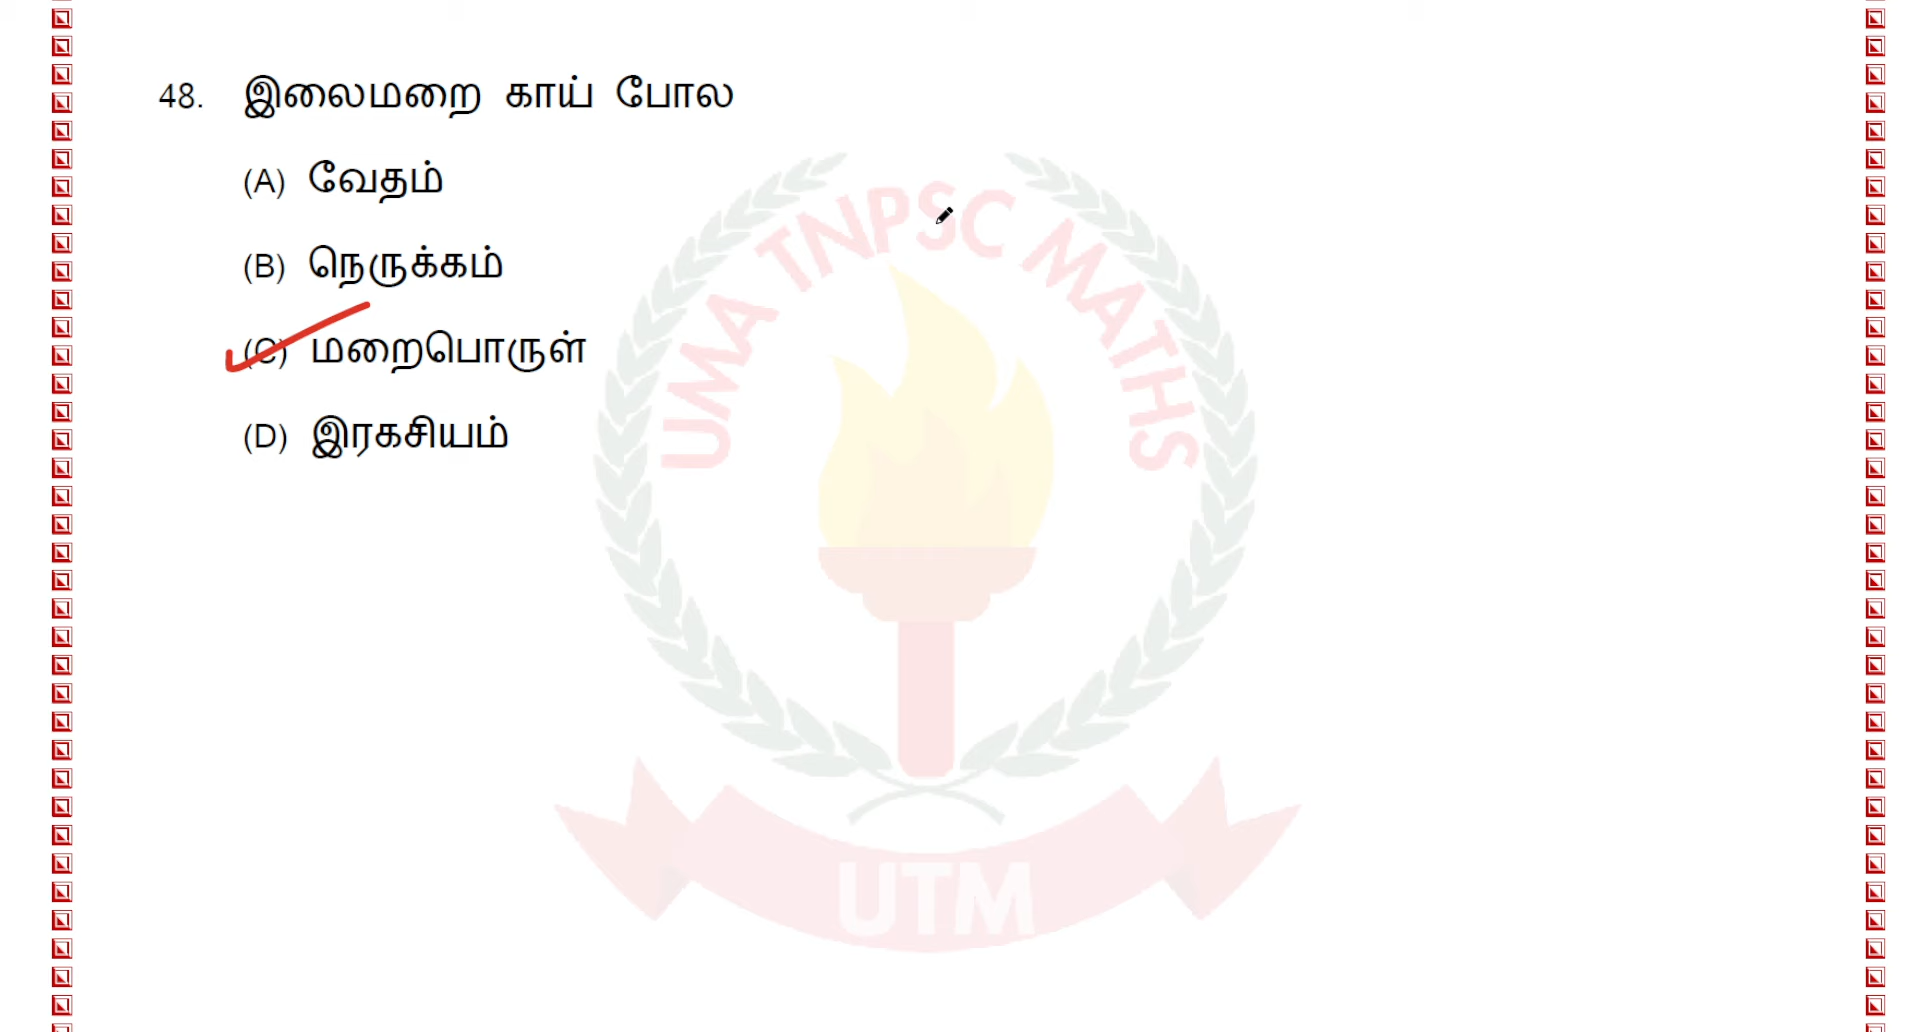 48. இலைமறை காய் போல
UMA TNPSC MATHS
(A) வேதம்
(B) நெருக்கம்
(C) மறைபொருள்
(D) இரகசியம்
UTM